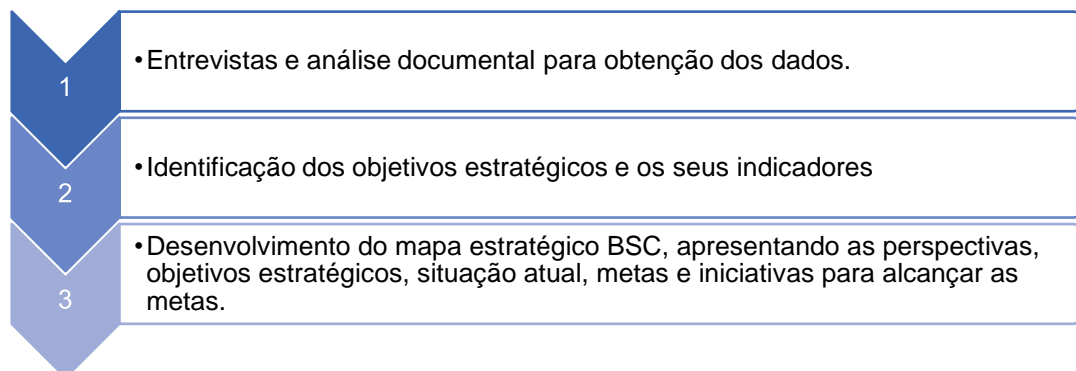 1
•Entrevistas e análise documental para obtenção dos dados.
2
•Identificação dos objetivos estratégicos e os seus indicadores
3
•Desenvolvimento do mapa estratégico BSC, apresentando as perspectivas,
objetivos estratégicos, situação atual, metas e iniciativas para alcançar as
metas.